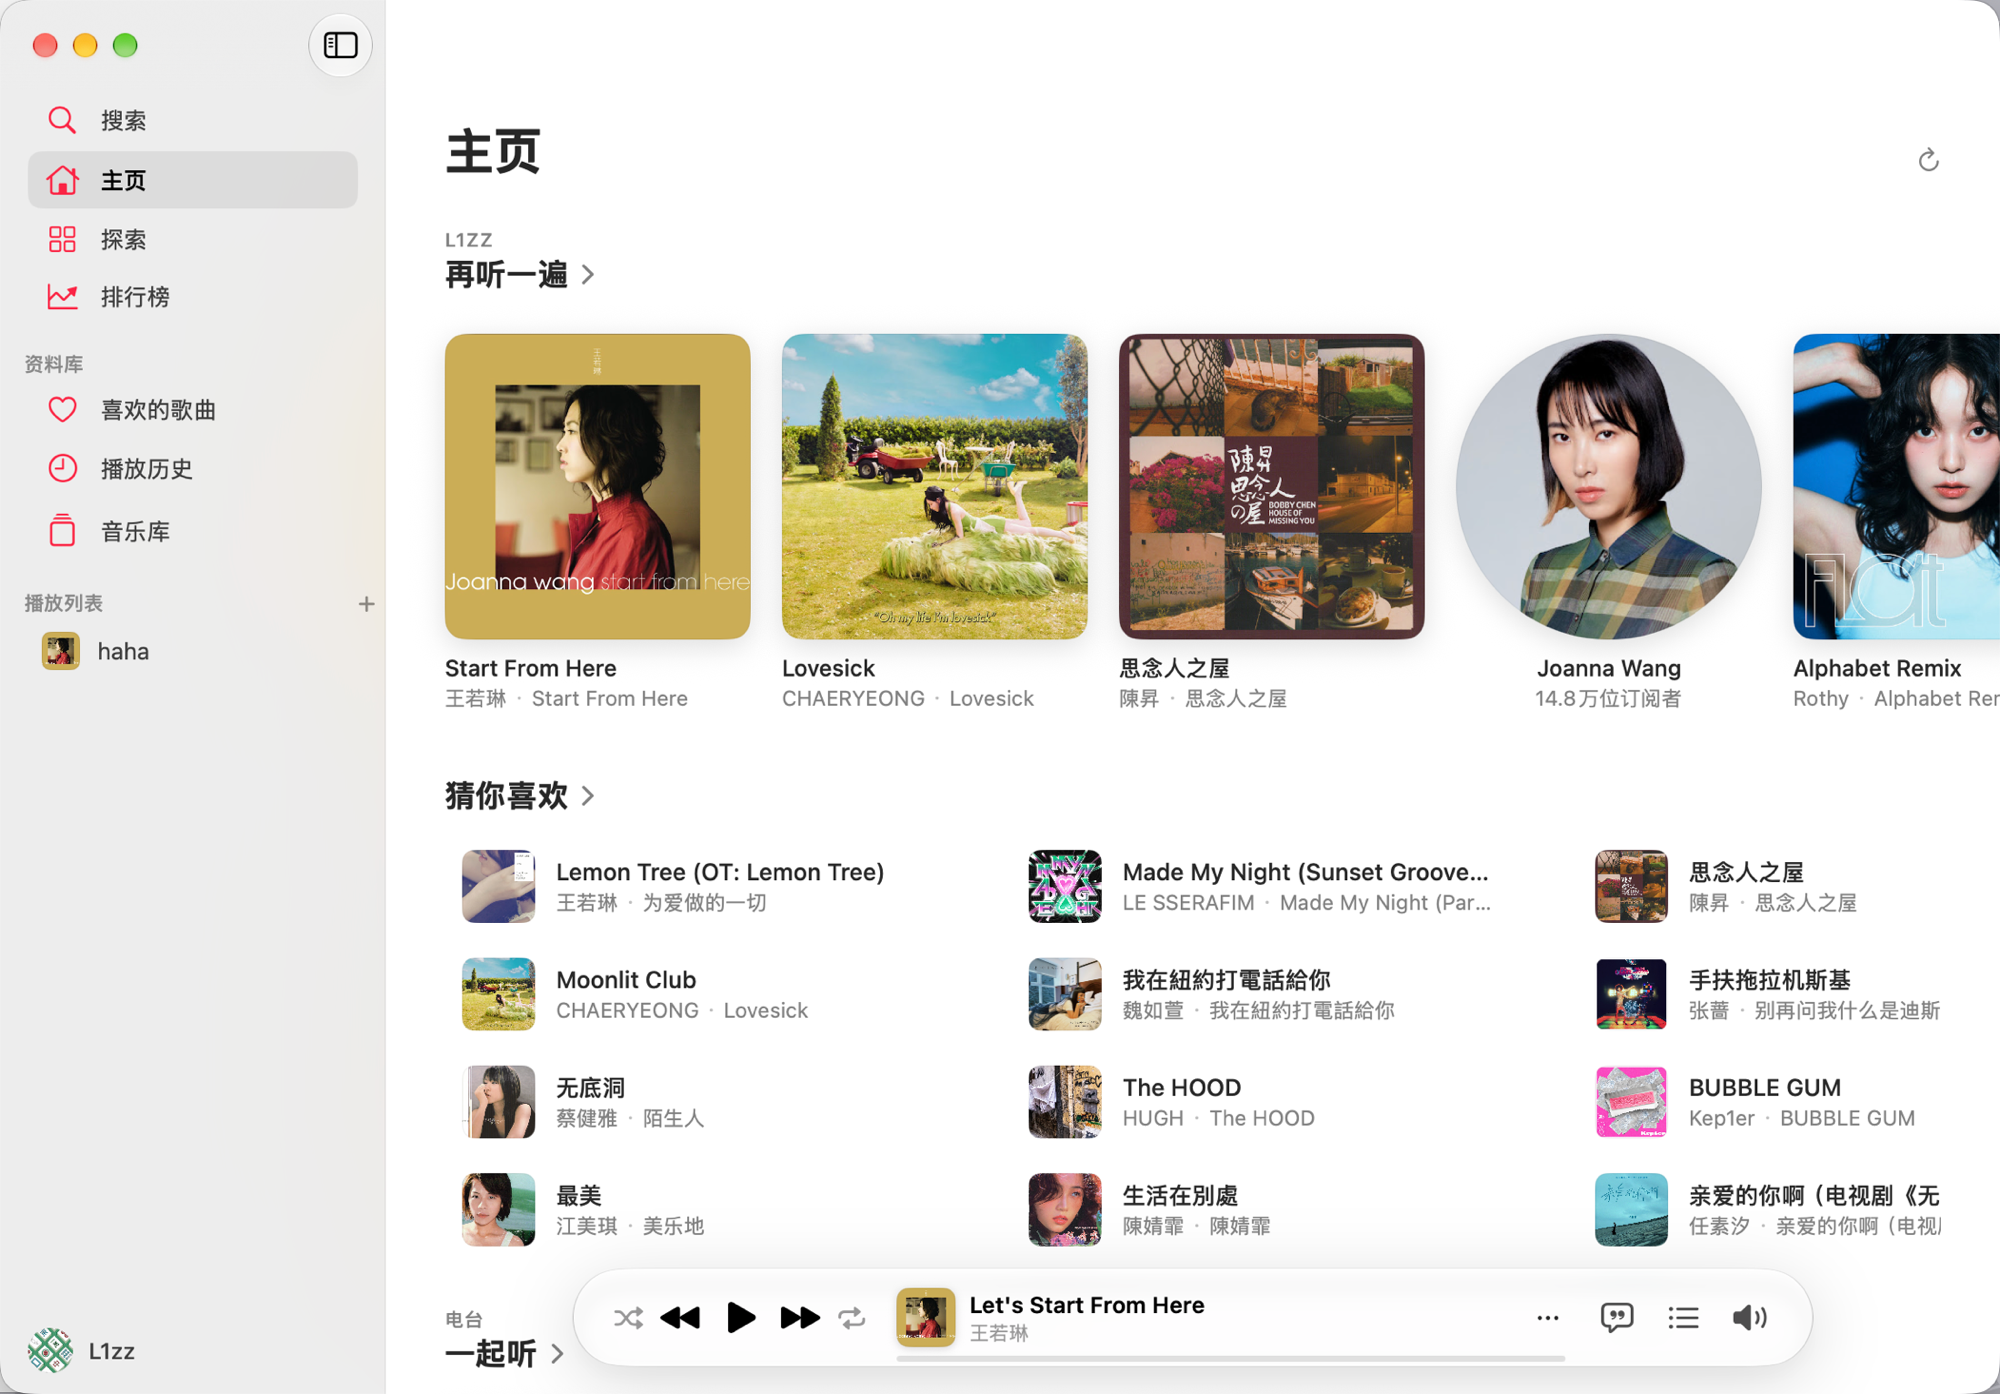 搜索
主页
探索
排行榜
资料库
喜欢的歌曲
播放历史
音乐库
播放列表
haha
L1zz
主页
L1ZZ
再听一遍
王若琳
Joanna wang start from here
"Oh my life I'm lovesick"
陳昇
思念人
の屋
BOBBY CHEN
HOUSE OF
MISSING YOU
Flat
Start From Here
王若琳 · Start From Here
Lovesick
CHAERYEONG · Lovesick
思念人之屋
陳昇 · 思念人之屋
Joanna Wang
14.8万位订阅者
Alphabet Remix
Rothy · Alphabet Rer
猜你喜欢
Lemon Tree (OT: Lemon Tree)
王若琳 · 为爱做的一切
Made My Night (Sunset Groove...
LE SSERAFIM · Made My Night (Par...
思念人之屋
陳昇 · 思念人之屋
Moonlit Club
CHAERYEONG · Lovesick
我在紐約打電話給你
魏如萱 · 我在紐約打電話給你
手扶拖拉机斯基
张蔷 · 别再问我什么是迪斯
无底洞
蔡健雅 · 陌生人
The HOOD
HUGH · The HOOD
BUBBLE GUM
Kep1er · BUBBLE GUM
最美
江美琪 · 美乐地
生活在別處
陳婧霏 · 陳婧霏
亲爱的你啊（电视剧《无
任素汐 · 亲爱的你啊（电视
电台
一起听
Let's Start From Here
王若琳